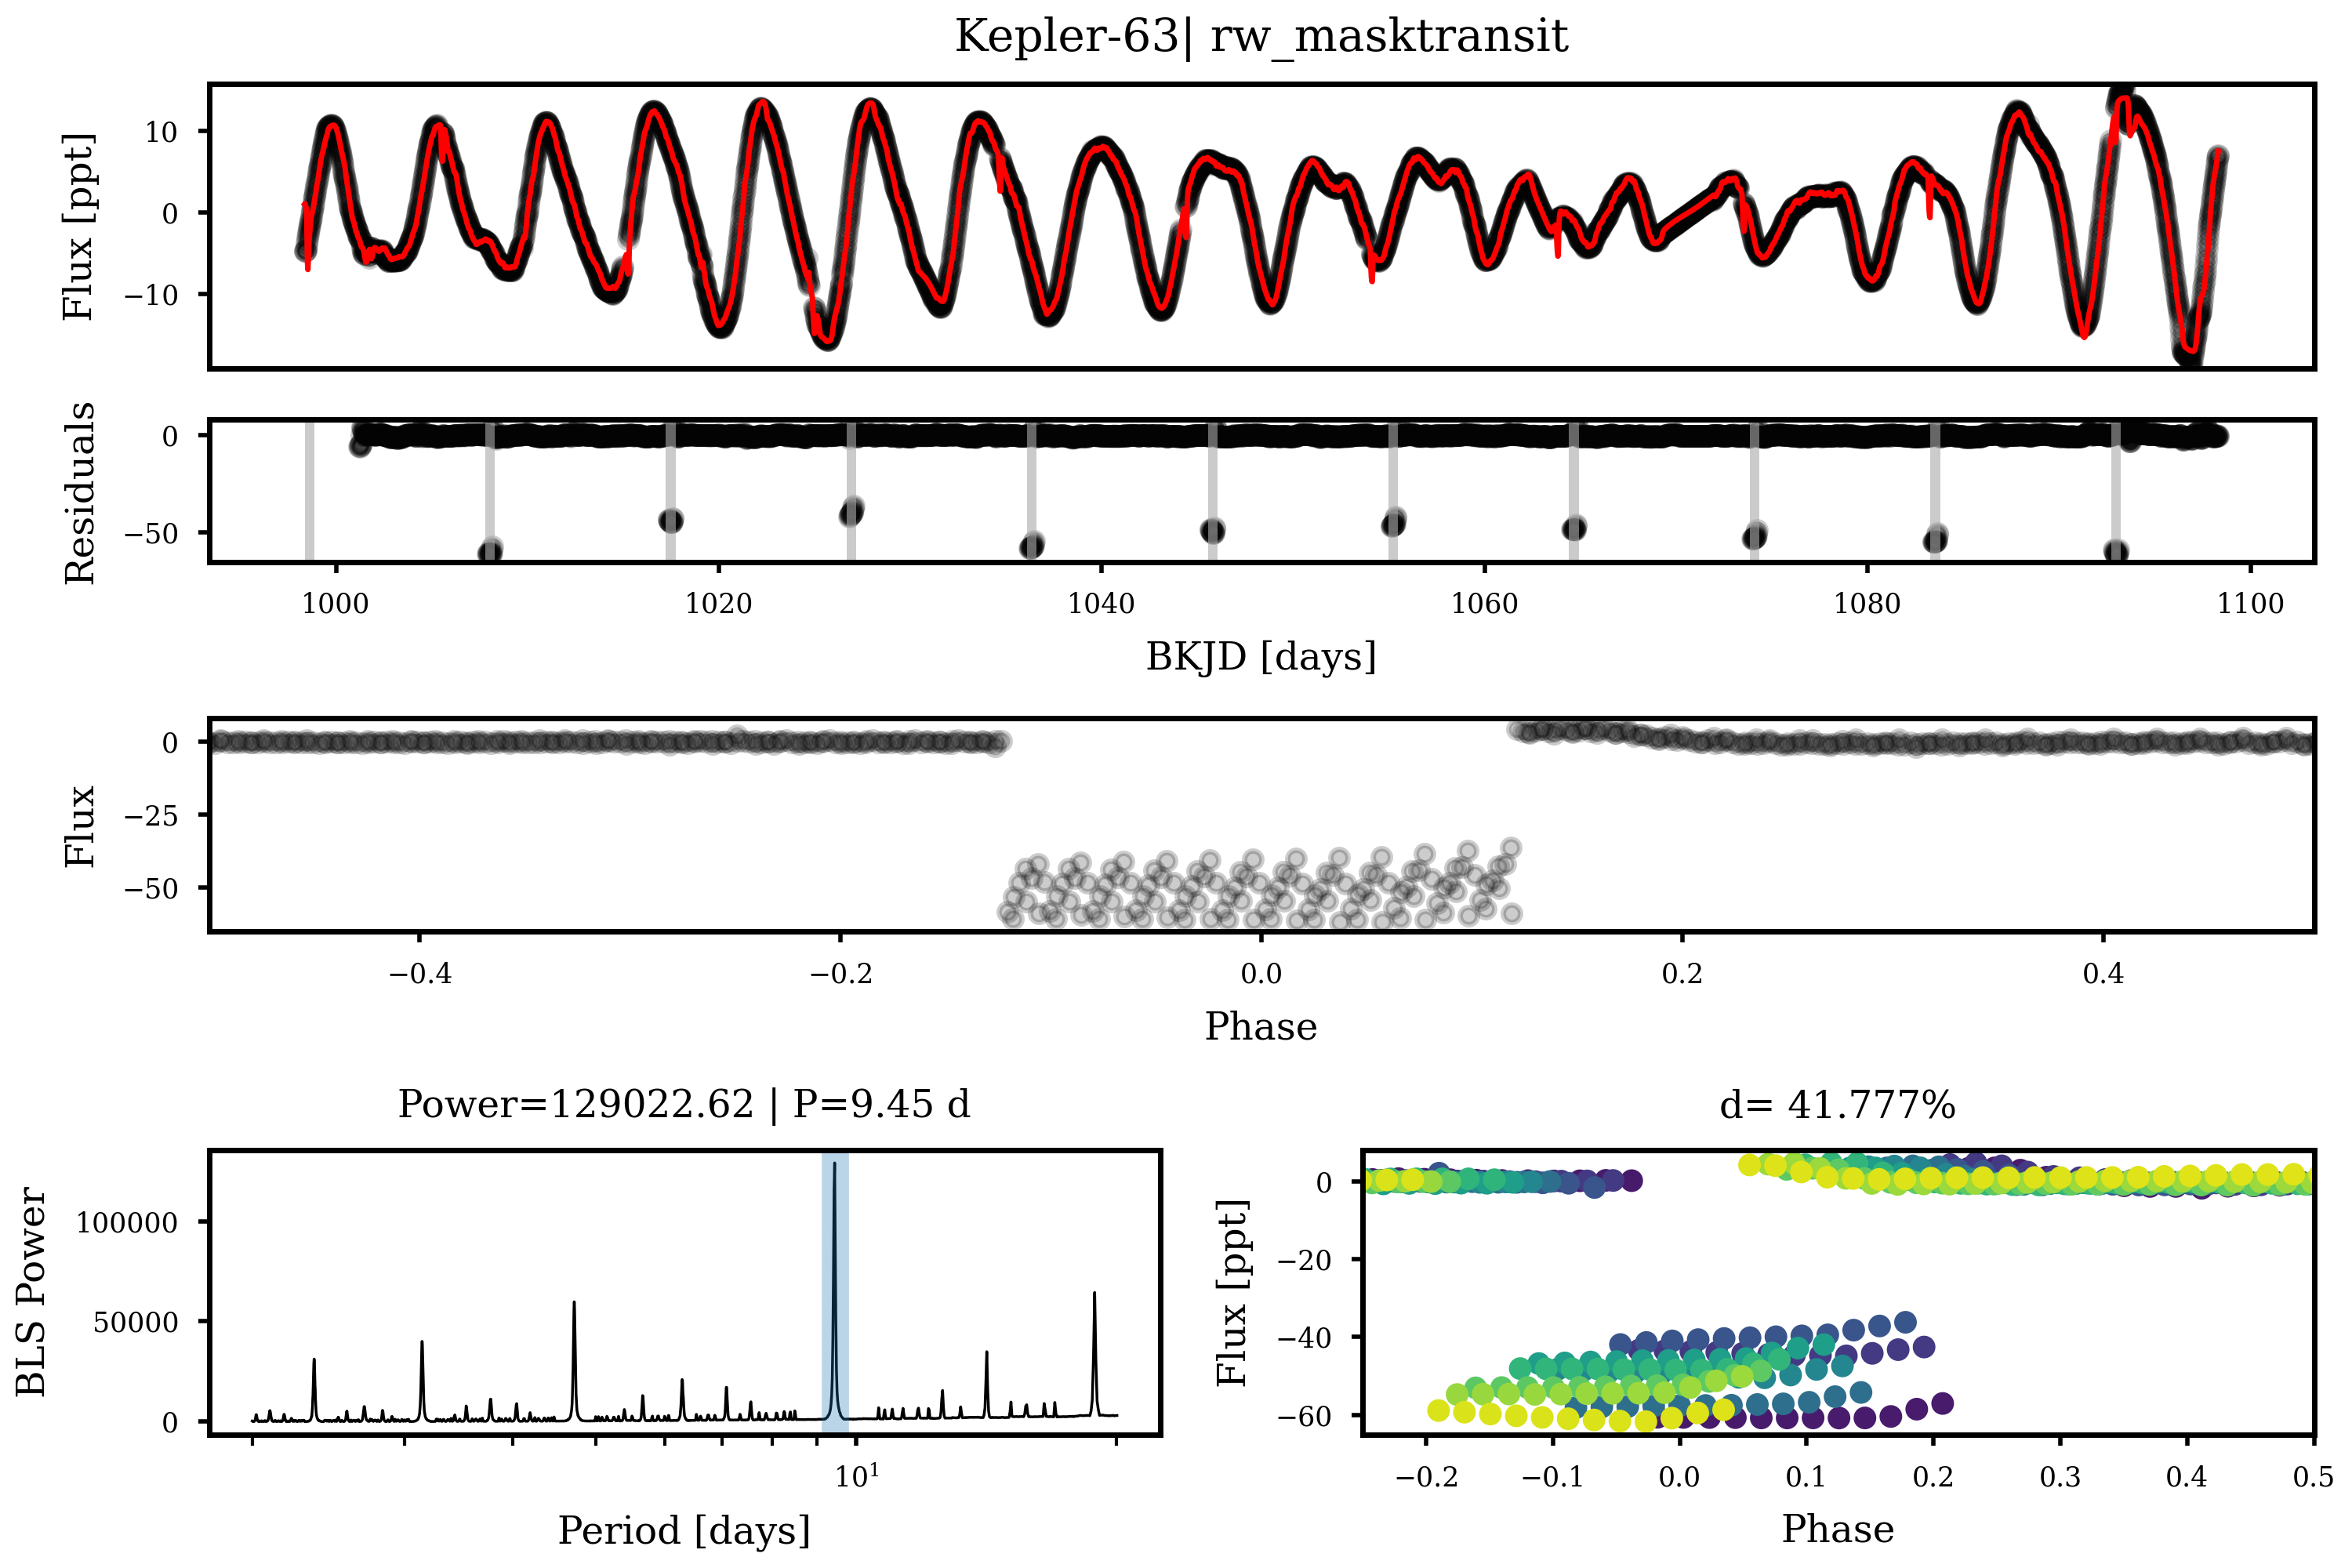 Kepler-63| rw_masktransit
Flux [ppt]
10
0
−10
Residuals
0
−50
1000 1020 1040 1060 1080 1100
BKJD [days]
Flux
0
−25
−50
−0.4 −0.2 0.0 0.2 0.4
Phase
Power=129022.62 | P=9.45 d
BLS Power
100000
50000
0
10¹
Period [days]
d= 41.777%
Flux [ppt]
0
−20
−40
−60
−0.2 −0.1 0.0 0.1 0.2 0.3 0.4 0.5
Phase